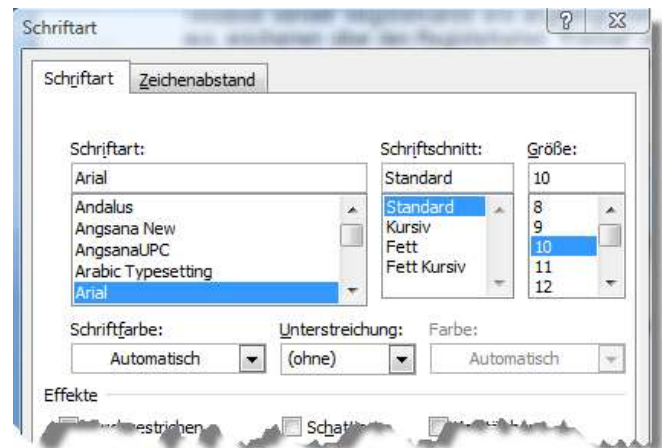 Schriftart
Schriftart Zeichenabstand
Schriftart: Schriftschnitt: Größe:
Arial Standard 10
Andalus Standard 8
Angsana New Kursiv 9
AngsanaUPC Fett 10
Arabic Typesetting Fett Kursiv 11
Arial 12
Schriftfarbe: Unterstreichung: Farbe:
Automatisch (ohne) Automatisch
Effekte